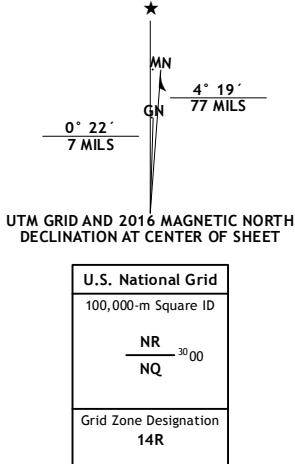 ★
MN
4° 19´
77 MILS
GN
0° 22´
7 MILS
UTM GRID AND 2016 MAGNETIC NORTH
DECLINATION AT CENTER OF SHEET
U.S. National Grid
100,000-m Square ID
NR
3000
NQ
Grid Zone Designation
14R